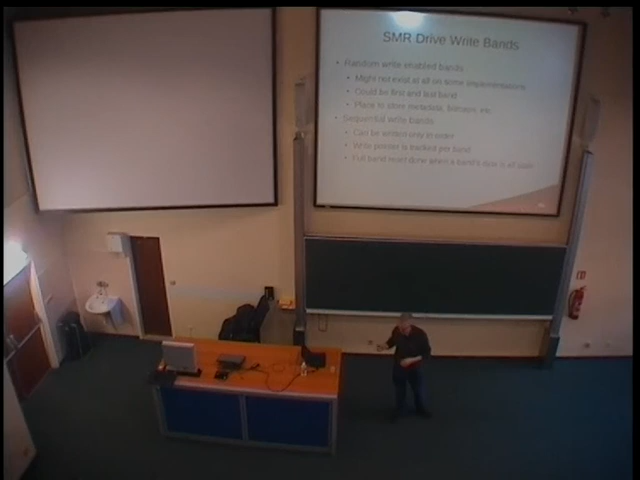 SMR Drive Write Bands
Random write enabled bands
Might not exist at all on some implementations
Could be first and last band
Place to store metadata, bitmaps, etc.
Sequential write bands
Can be written only in order
Write pointer is tracked per band
Full band reset done when a band's data is all stale